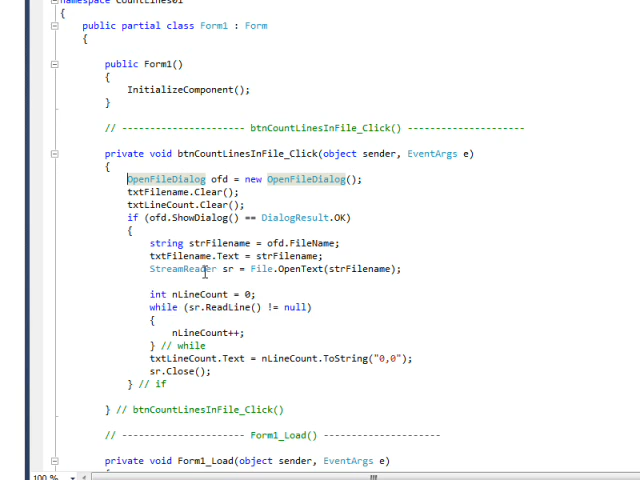 namespace CountLines01
{
public partial class Form1 : Form
{
public Form1()
{
InitializeComponent();
}
// ---------------------- btnCountLinesInFile_Click() ---------------------
private void btnCountLinesInFile_Click(object sender, EventArgs e)
{
OpenFileDialog ofd = new OpenFileDialog();
txtFilename.Clear();
txtLineCount.Clear();
if (ofd.ShowDialog() == DialogResult.OK)
{
string strFilename = ofd.FileName;
txtFilename.Text = strFilename;
StreamReader sr = File.OpenText(strFilename);
int nLineCount = 0;
while (sr.ReadLine() != null)
{
nLineCount++;
} // while
txtLineCount.Text = nLineCount.ToString("0,0");
sr.Close();
} // if
} // btnCountLinesInFile_Click()
// ---------------------- Form1_Load() ---------------------
private void Form1_Load(object sender, EventArgs e)
100 %